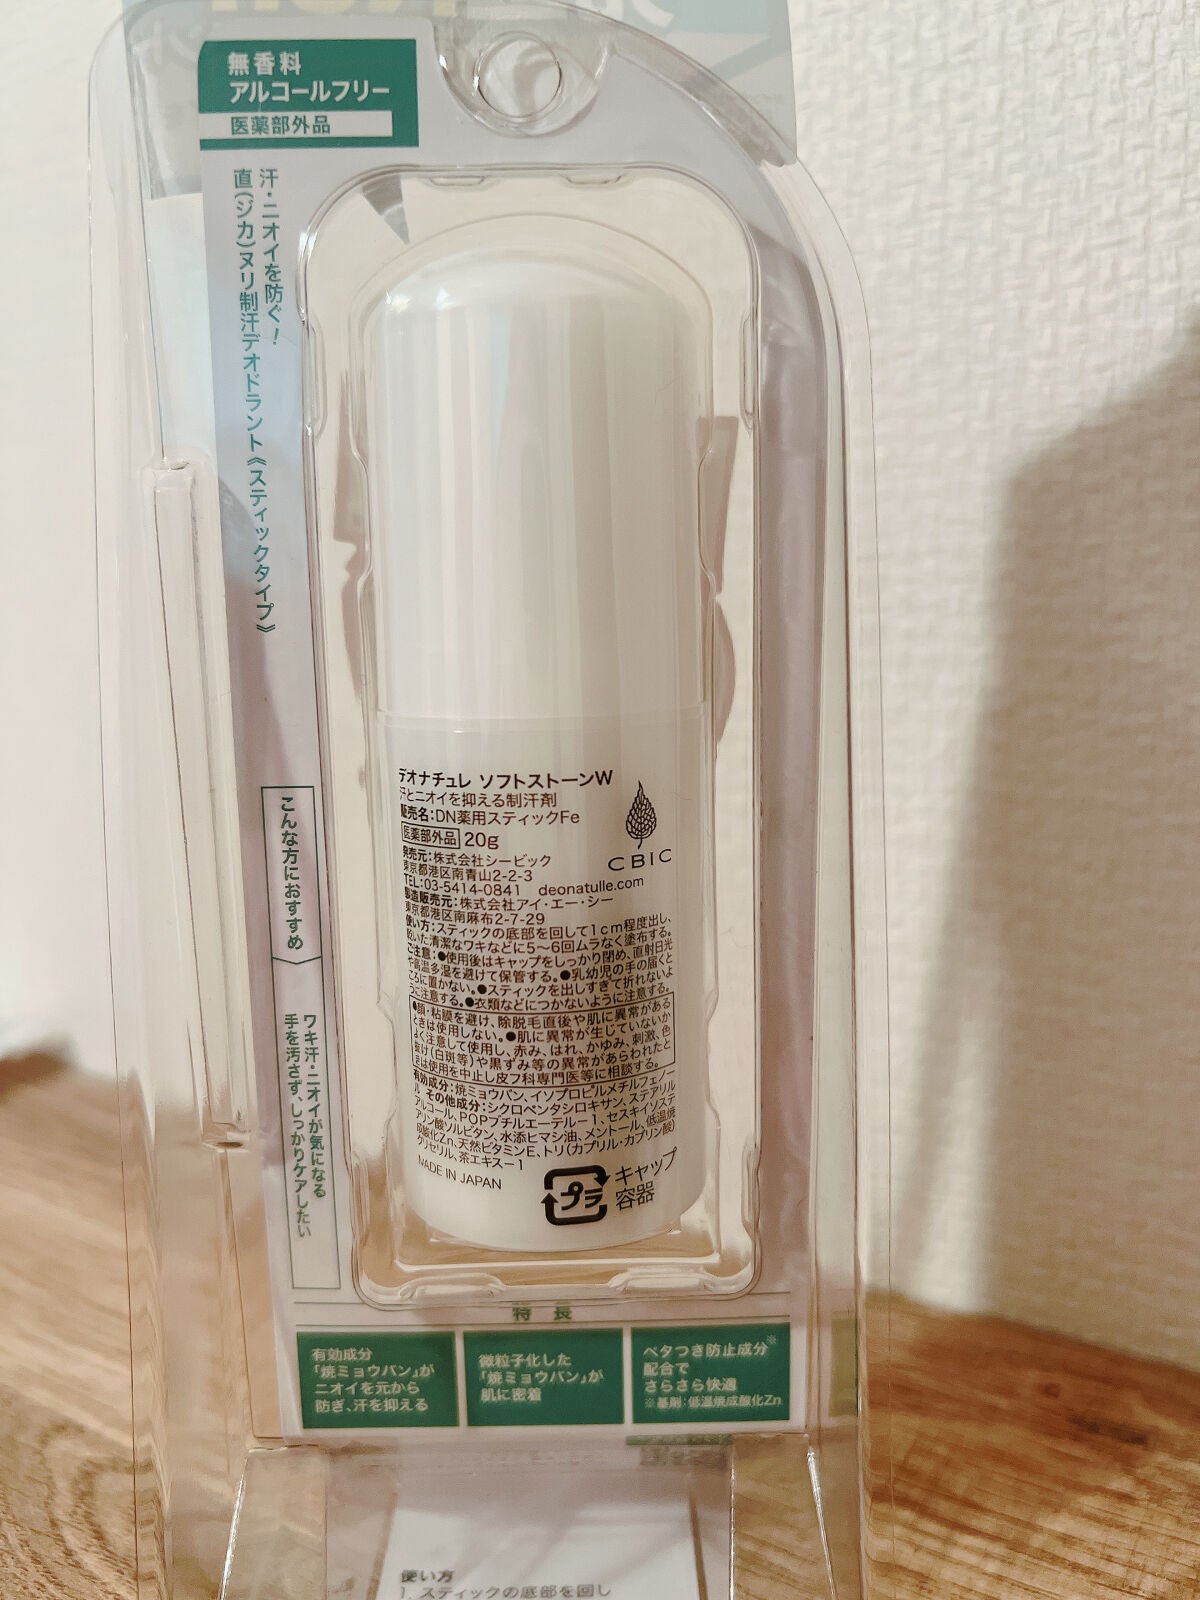 無香料
アルコールフリー
医薬部外品
汗・ニオイを防ぐ!
直(ジカ)ヌリ制汗デオドラント《スティックタイプ》
こんな方におすすめ
ワキ汗・ニオイが気になる
手を汚さず、しっかりケアしたい
デオナチュレ ソフトストーンW
汗とニオイを抑える制汗剤
販売名:DN薬用スティックFe
医薬部外品 20g
CBIC
発売元:株式会社シービック
東京都港区南青山2-2-3
TEL:03-5414-0841 deonatulle.com
製造販売元:株式会社アイ・エー・シー
東京都港区南麻布2-7-29
使い方:スティックの底部を回して1cm程度出し、
乾いた清潔なワキなどに5〜6回ムラなく塗布する。
ご注意:●使用後はキャップをしっかり閉め、直射日光
や高温多湿を避けて保管する。●乳幼児の手の届くと
ころに置かない。●スティックを出しすぎて折れないよ
うに注意する。●衣類などにつかないように注意する。
●顔・粘膜を避け、除脱毛直後や肌に異常がある
ときは使用しない。●肌に異常が生じていないか
よく注意して使用し、赤み、はれ、かゆみ、刺激、色
抜け(白斑等)や黒ずみ等の異常があらわれたと
きは使用を中止し皮フ科専門医等に相談する。
有効成分:焼ミョウバン、イソプロピルメチルフェノー
ル その他成分:シクロペンタシロキサン、ステアリル
アルコール、POPブチルエーテル-1、セスキイソステ
アリン酸ソルビタン、水添ヒマシ油、メントール、低温焼
成酸化Zn、天然ビタミンE、トリ(カプリル・カプリン酸)
グリセリル、茶エキス-1
MADE IN JAPAN
プラ
キャップ
容器
特長
有効成分
「焼ミョウバン」が
ニオイを元から
防ぎ、汗を抑える
微粒子化した
「焼ミョウバン」が
肌に密着
ベタつき防止成分※
配合で
さらさら快適
※基剤:低温焼成酸化Zn
使い方
1. スティックの底部を回し